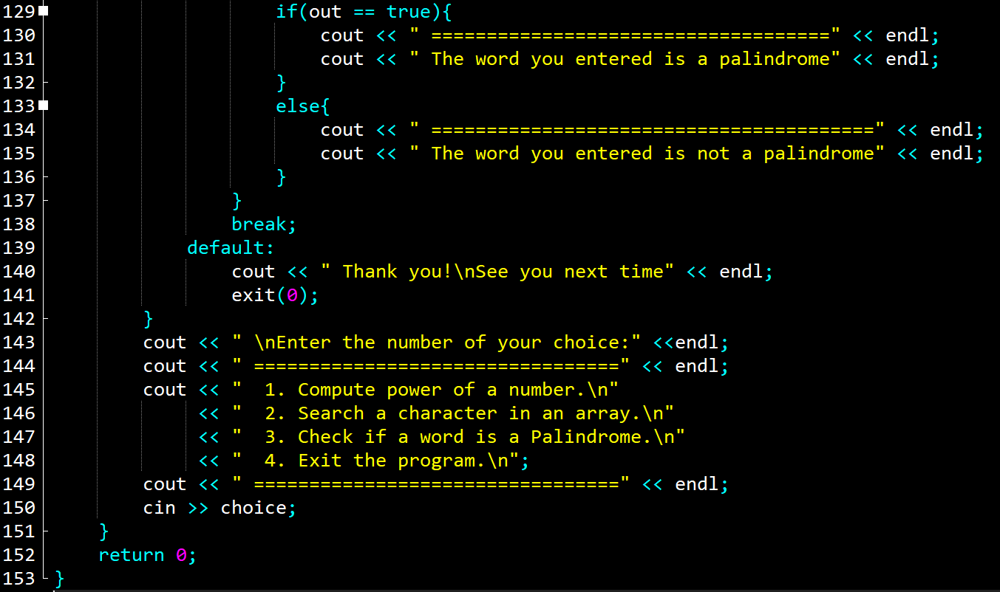 129 if(out == true){
130 cout << " ====================================" << endl;
131 cout << " The word you entered is a palindrome" << endl;
132 }
133 else{
134 cout << " ========================================" << endl;
135 cout << " The word you entered is not a palindrome" << endl;
136 }
137 }
138 break;
139 default:
140 cout << " Thank you!\nSee you next time" << endl;
141 exit(0);
142 }
143 cout << " \nEnter the number of your choice:" <<endl;
144 cout << " =================================" << endl;
145 cout << "  1. Compute power of a number.\n"
146 << "  2. Search a character in an array.\n"
147 << "  3. Check if a word is a Palindrome.\n"
148 << "  4. Exit the program.\n";
149 cout << " =================================" << endl;
150 cin >> choice;
151 }
152 return 0;
153 }